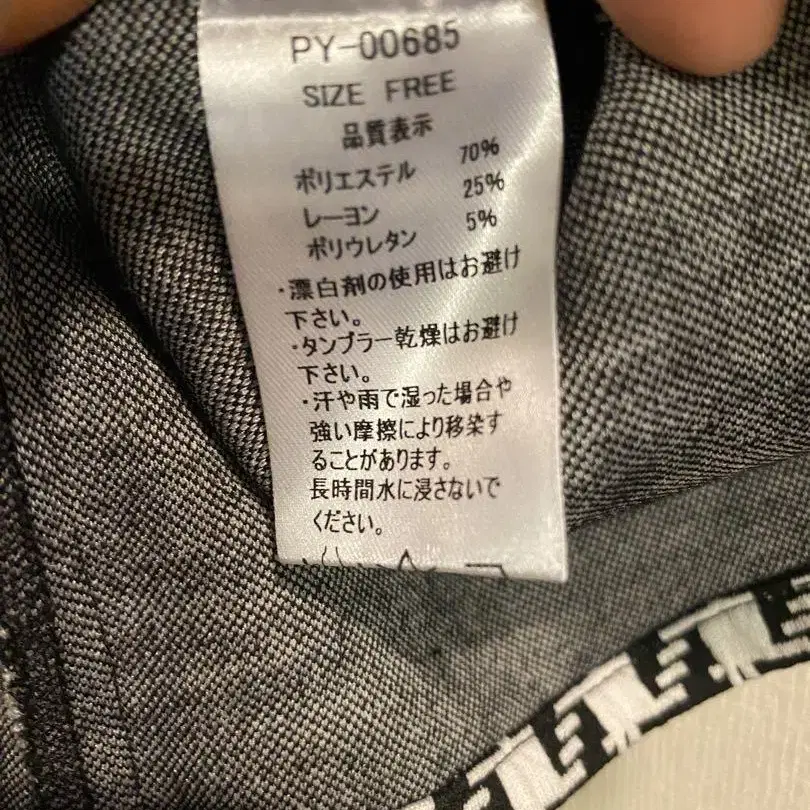 PY-00685
SIZE FREE
品質表示
ポリエステル 70%
レーヨン 25%
ポリウレタン 5%
・漂白剤の使用はお避け
下さい。
・タンブラー乾燥はお避け
下さい。
・汗や雨で湿った場合や
強い摩擦により移染す
ることがあります。
長時間水に浸さないで
ください。